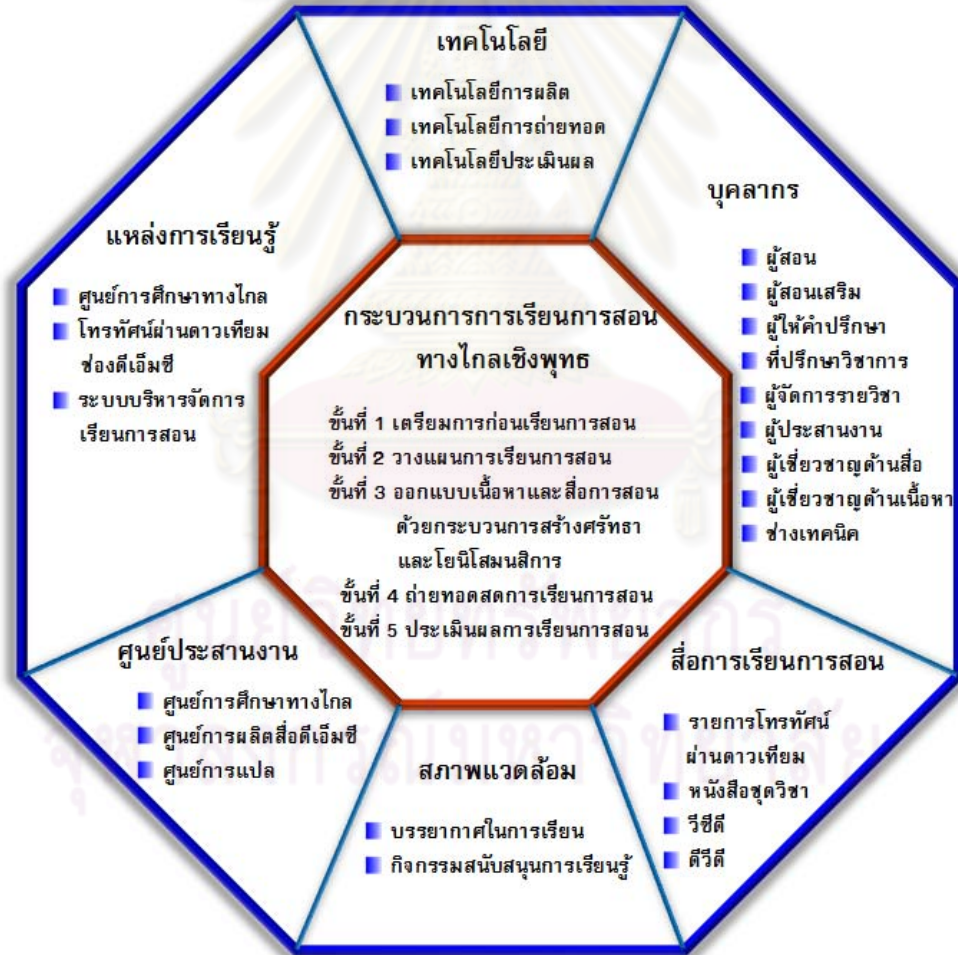 เทคโนโลยี
เทคโนโลยีการผลิต
เทคโนโลยีการถ่ายทอด
เทคโนโลยีประเมินผล
บุคลากร
ผู้สอน
ผู้สอนเสริม
ผู้ให้คำปรึกษา
ที่ปรึกษาวิชาการ
ผู้จัดการรายวิชา
ผู้ประสานงาน
ผู้เชี่ยวชาญด้านสื่อ
ผู้เชี่ยวชาญด้านเนื้อหา
ช่างเทคนิค
แหล่งการเรียนรู้
ศูนย์การศึกษาทางไกล
โทรทัศน์ผ่านดาวเทียม
ช่องดีเอ็มซี
ระบบบริหารจัดการ
เรียนการสอน
กระบวนการการเรียนการสอน
ทางไกลเชิงพุทธ
ขั้นที่ 1 เตรียมการก่อนเรียนการสอน
ขั้นที่ 2 วางแผนการเรียนการสอน
ขั้นที่ 3 ออกแบบเนื้อหาและสื่อการสอน
ด้วยกระบวนการสร้างศรัทธา
และโยนิโสมนสิการ
ขั้นที่ 4 ถ่ายทอดสดการเรียนการสอน
ขั้นที่ 5 ประเมินผลการเรียนการสอน
ศูนย์ประสานงาน
ศูนย์การศึกษาทางไกล
ศูนย์การผลิตสื่อดีเอ็มซี
ศูนย์การแปล
สภาพแวดล้อม
บรรยากาศในการเรียน
กิจกรรมสนับสนุนการเรียนรู้
สื่อการเรียนการสอน
รายการโทรทัศน์
ผ่านดาวเทียม
หนังสือชุดวิชา
วีซีดี
ดีวีดี
ศูนย์วิทยทรัพยากร
จุฬาลงกรณ์มหาวิทยาลัย